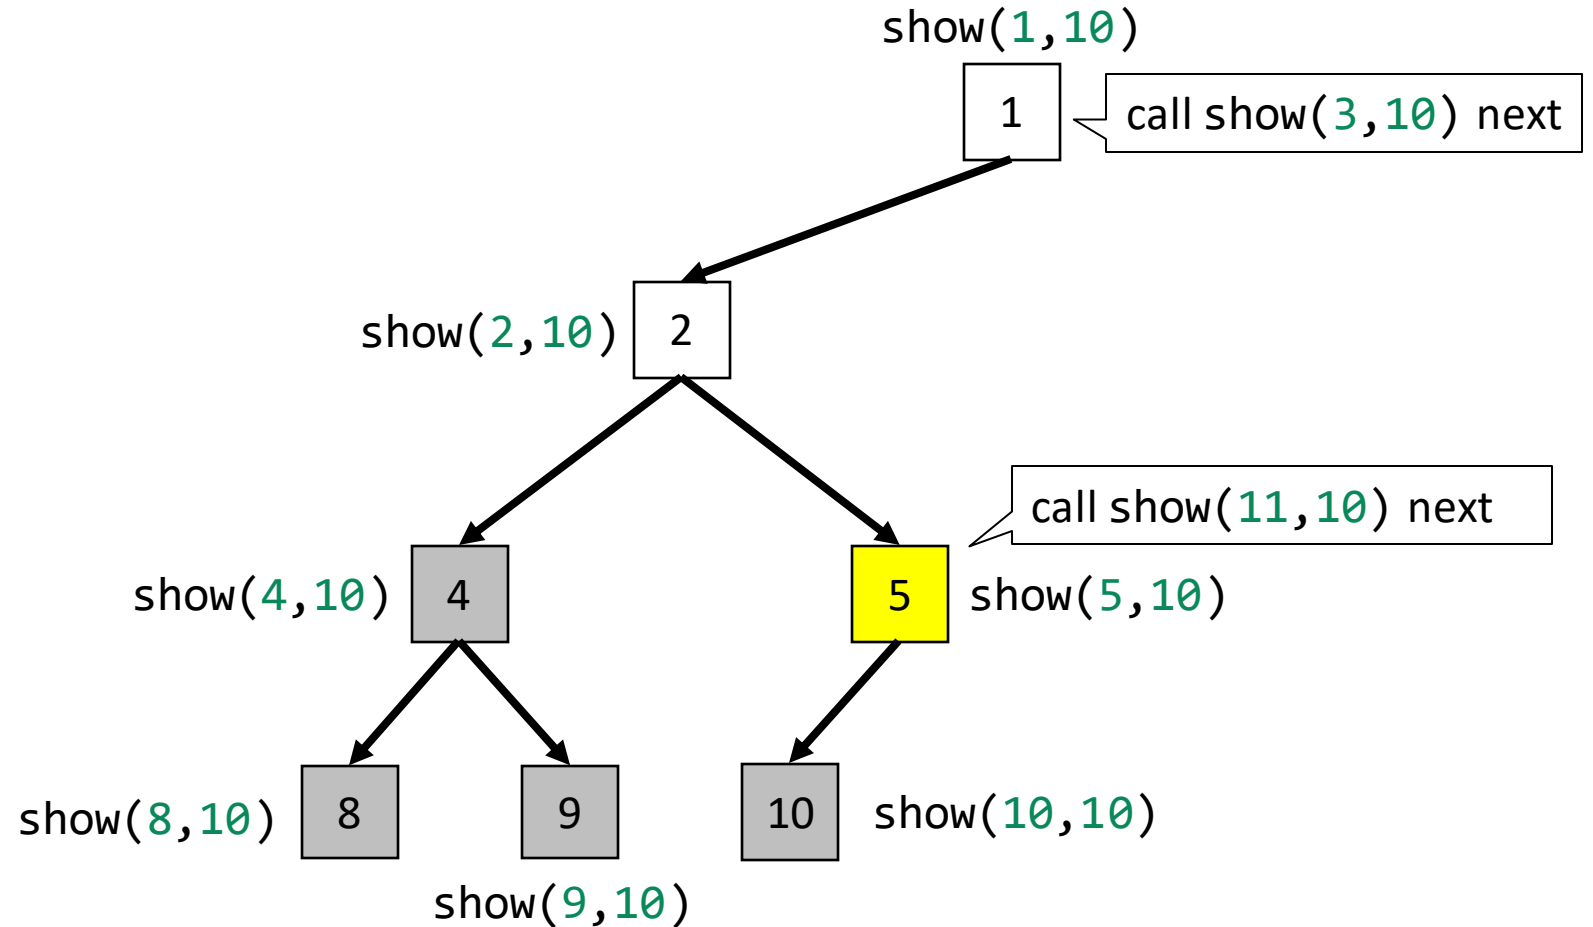 show(1,10)
1
call show(3,10) next
show(2,10)
2
call show(11,10) next
show(4,10)
4
5
show(5,10)
show(8,10)
8
9
10
show(10,10)
show(9,10)